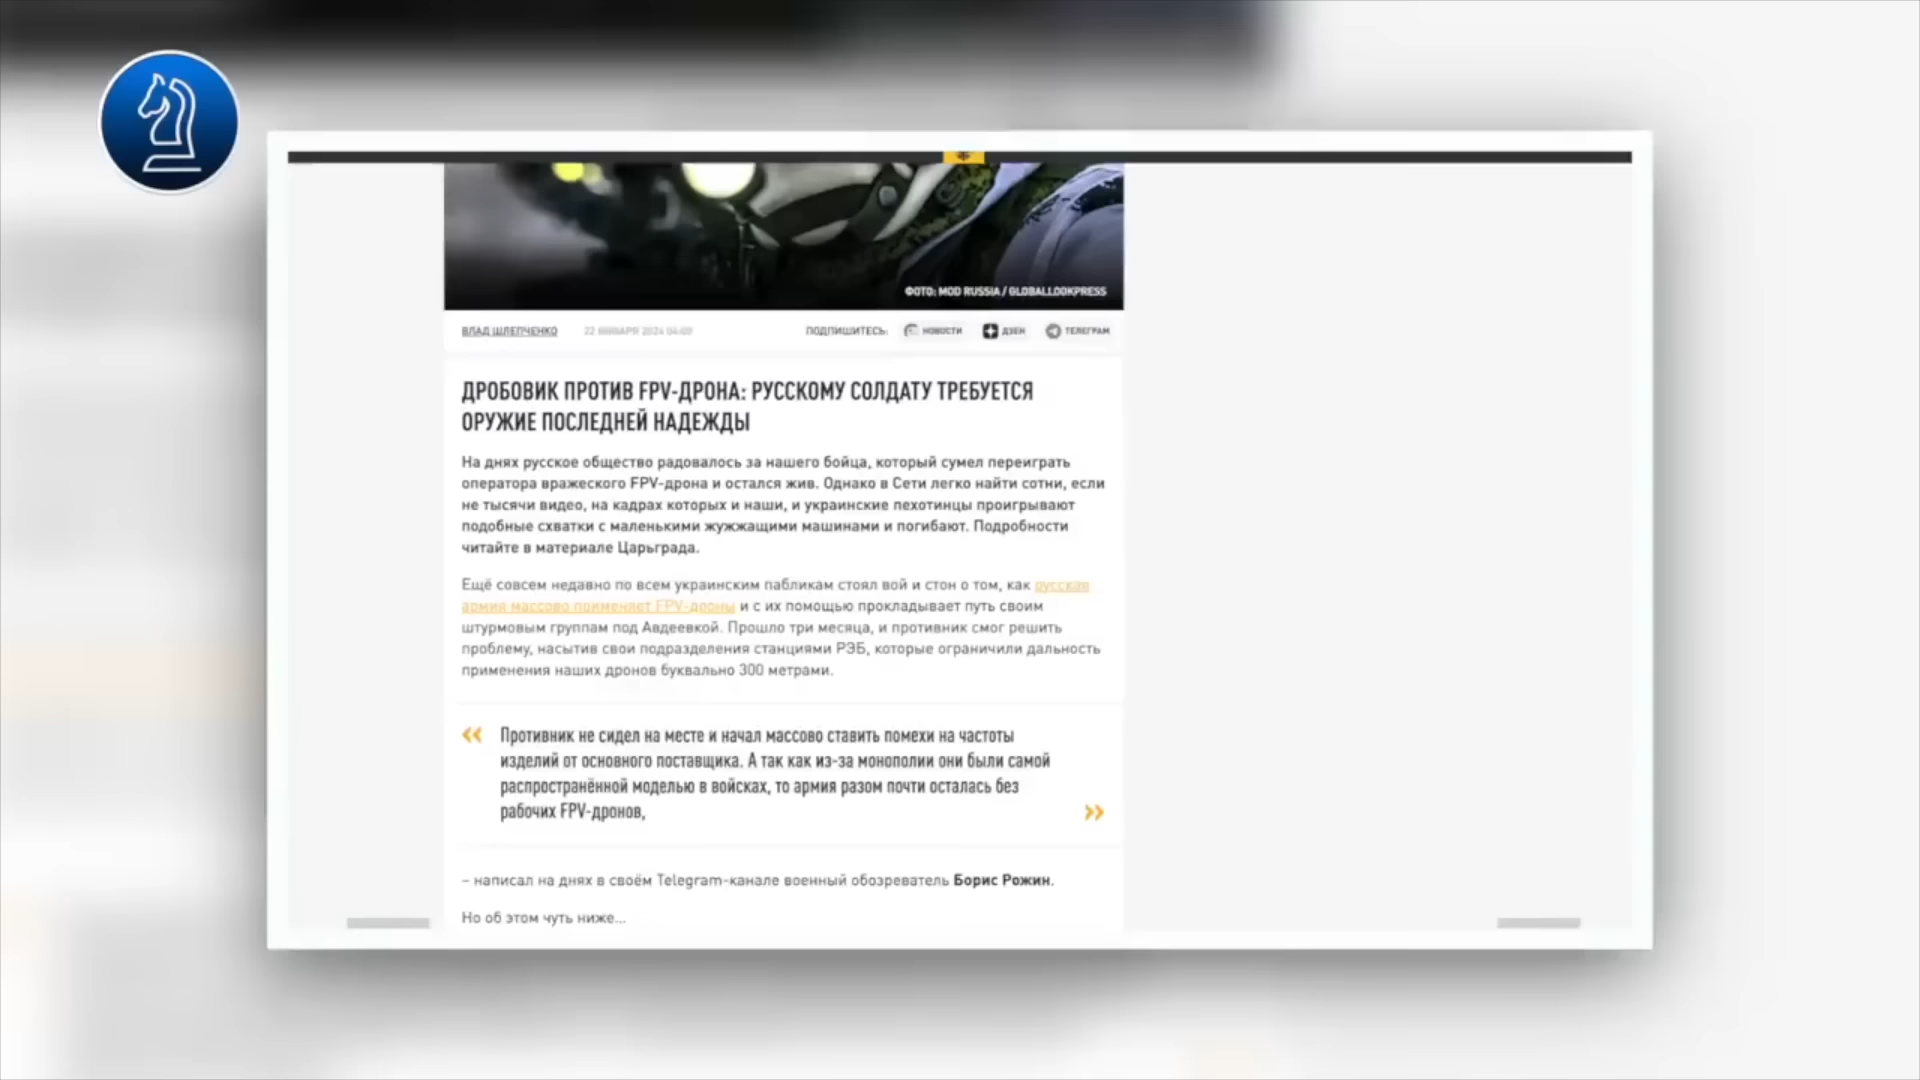 ФОТО: MOD RUSSIA / GLOBALLOOKPRESS
ВЛАД ШЛЕПЧЕНКО 22 ЯНВАРЯ 2024 04:00 ПОДПИШИТЕСЬ: НОВОСТИ ДЗЕН ТЕЛЕГРАМ
ДРОБОВИК ПРОТИВ FPV-ДРОНА: РУССКОМУ СОЛДАТУ ТРЕБУЕТСЯ
ОРУЖИЕ ПОСЛЕДНЕЙ НАДЕЖДЫ
На днях русское общество радовалось за нашего бойца, который сумел переиграть
оператора вражеского FPV-дрона и остался жив. Однако в Сети легко найти сотни, если
не тысячи видео, на кадрах которых и наши, и украинские пехотинцы проигрывают
подобные схватки с маленькими жужжащими машинами и погибают. Подробности
читайте в материале Царьграда.
Ещё совсем недавно по всем украинским пабликам стоял вой и стон о том, как русская
армия массово применяет FPV-дроны и с их помощью прокладывает путь своим
штурмовым группам под Авдеевкой. Прошло три месяца, и противник смог решить
проблему, насытив свои подразделения станциями РЭБ, которые ограничили дальность
применения наших дронов буквально 300 метрами.
« Противник не сидел на месте и начал массово ставить помехи на частоты
изделий от основного поставщика. А так как из-за монополии они были самой
распространённой моделью в войсках, то армия разом почти осталась без
рабочих FPV-дронов, »
– написал на днях в своём Telegram-канале военный обозреватель Борис Рожин.
Но об этом чуть ниже...